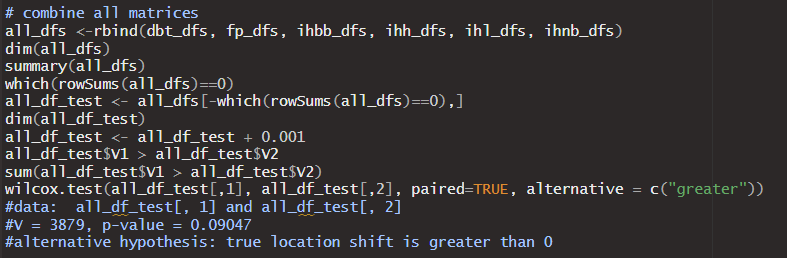 # combine all matrices
all_dfs <-rbind(dbt_dfs, fp_dfs, ihbb_dfs, ihh_dfs, ihl_dfs, ihnb_dfs)
dim(all_dfs)
summary(all_dfs)
which(rowSums(all_dfs)==0)
all_df_test <- all_dfs[-which(rowSums(all_dfs)==0),]
dim(all_df_test)
all_df_test <- all_df_test + 0.001
all_df_test$V1 > all_df_test$V2
sum(all_df_test$V1 > all_df_test$V2)
wilcox.test(all_df_test[,1], all_df_test[,2], paired=TRUE, alternative = c("greater"))
#data:  all_df_test[, 1] and all_df_test[, 2]
#V = 3879, p-value = 0.09047
#alternative hypothesis: true location shift is greater than 0